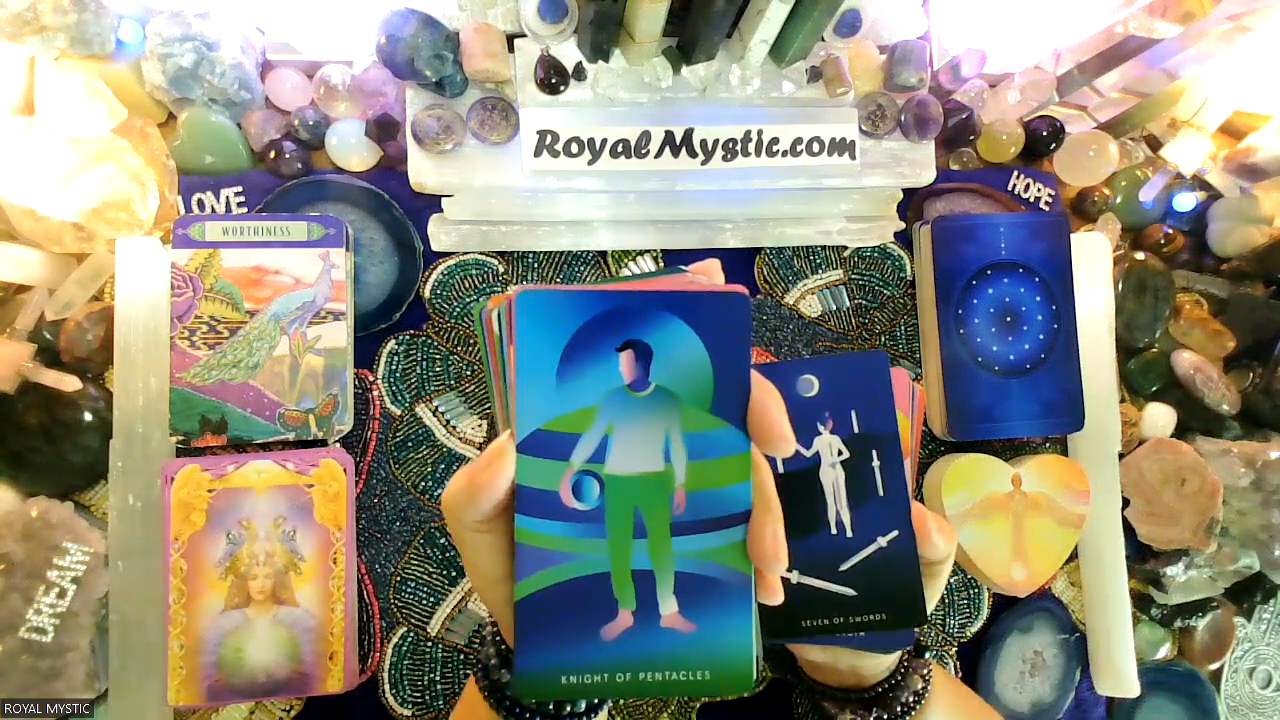 RoyalMystic.com
LOVE
HOPE
WORTHINESS
SEVEN OF SWORDS
KNIGHT OF PENTACLES
DREAM
ROYAL MYSTIC